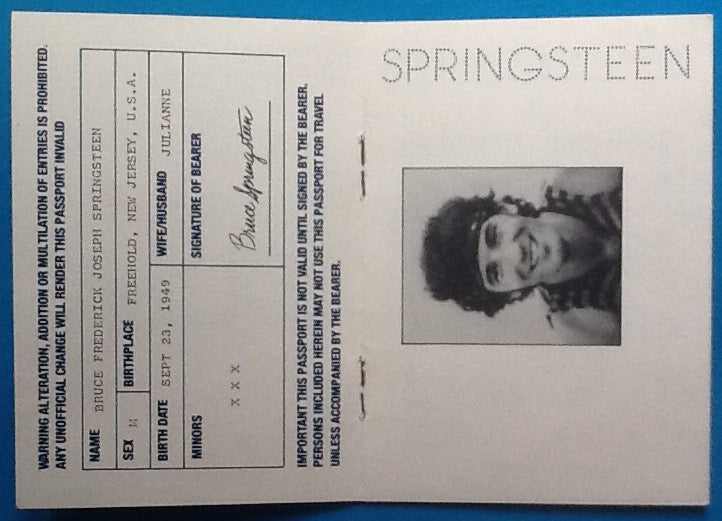 SPRINGSTEEN
WARNING ALTERATION, ADDITION OR MULTILATION OF ENTRIES IS PROHIBITED.
ANY UNOFFICIAL CHANGE WILL RENDER THIS PASSPORT INVALID
NAME BRUCE FREDERICK JOSEPH SPRINGSTEEN
SEX M BIRTHPLACE FREEHOLD, NEW JERSEY, U.S.A.
BIRTH DATE SEPT 23, 1949 WIFE/HUSBAND JULIANNE
MINORS SIGNATURE OF BEARER
X X X Bruce Springsteen
IMPORTANT THIS PASSPORT IS NOT VALID UNTIL SIGNED BY THE BEARER.
PERSONS INCLUDED HEREIN MAY NOT USE THIS PASSPORT FOR TRAVEL
UNLESS ACCOMPANIED BY THE BEARER.